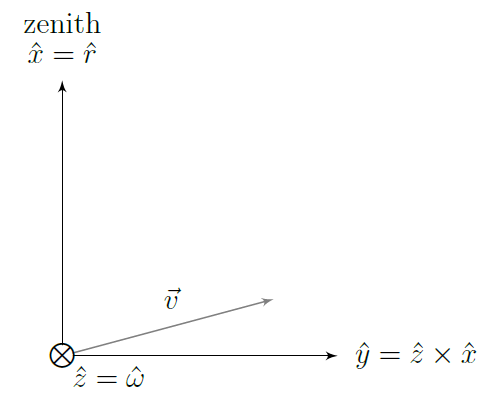 zenith
x̂ = r̂
v⃗
ŷ = ẑ × x̂
ẑ = ω̂